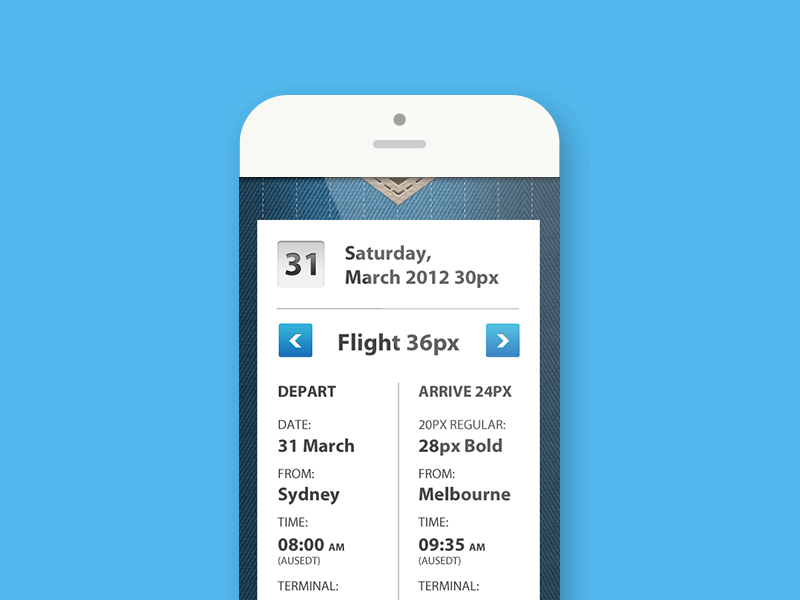 31
Saturday,
March 2012 30px
Flight 36px
DEPART
DATE:
31 March
FROM:
Sydney
TIME:
08:00 AM
(AUSEDT)
TERMINAL:
ARRIVE 24PX
20PX REGULAR:
28px Bold
FROM:
Melbourne
TIME:
09:35 AM
(AUSEDT)
TERMINAL: